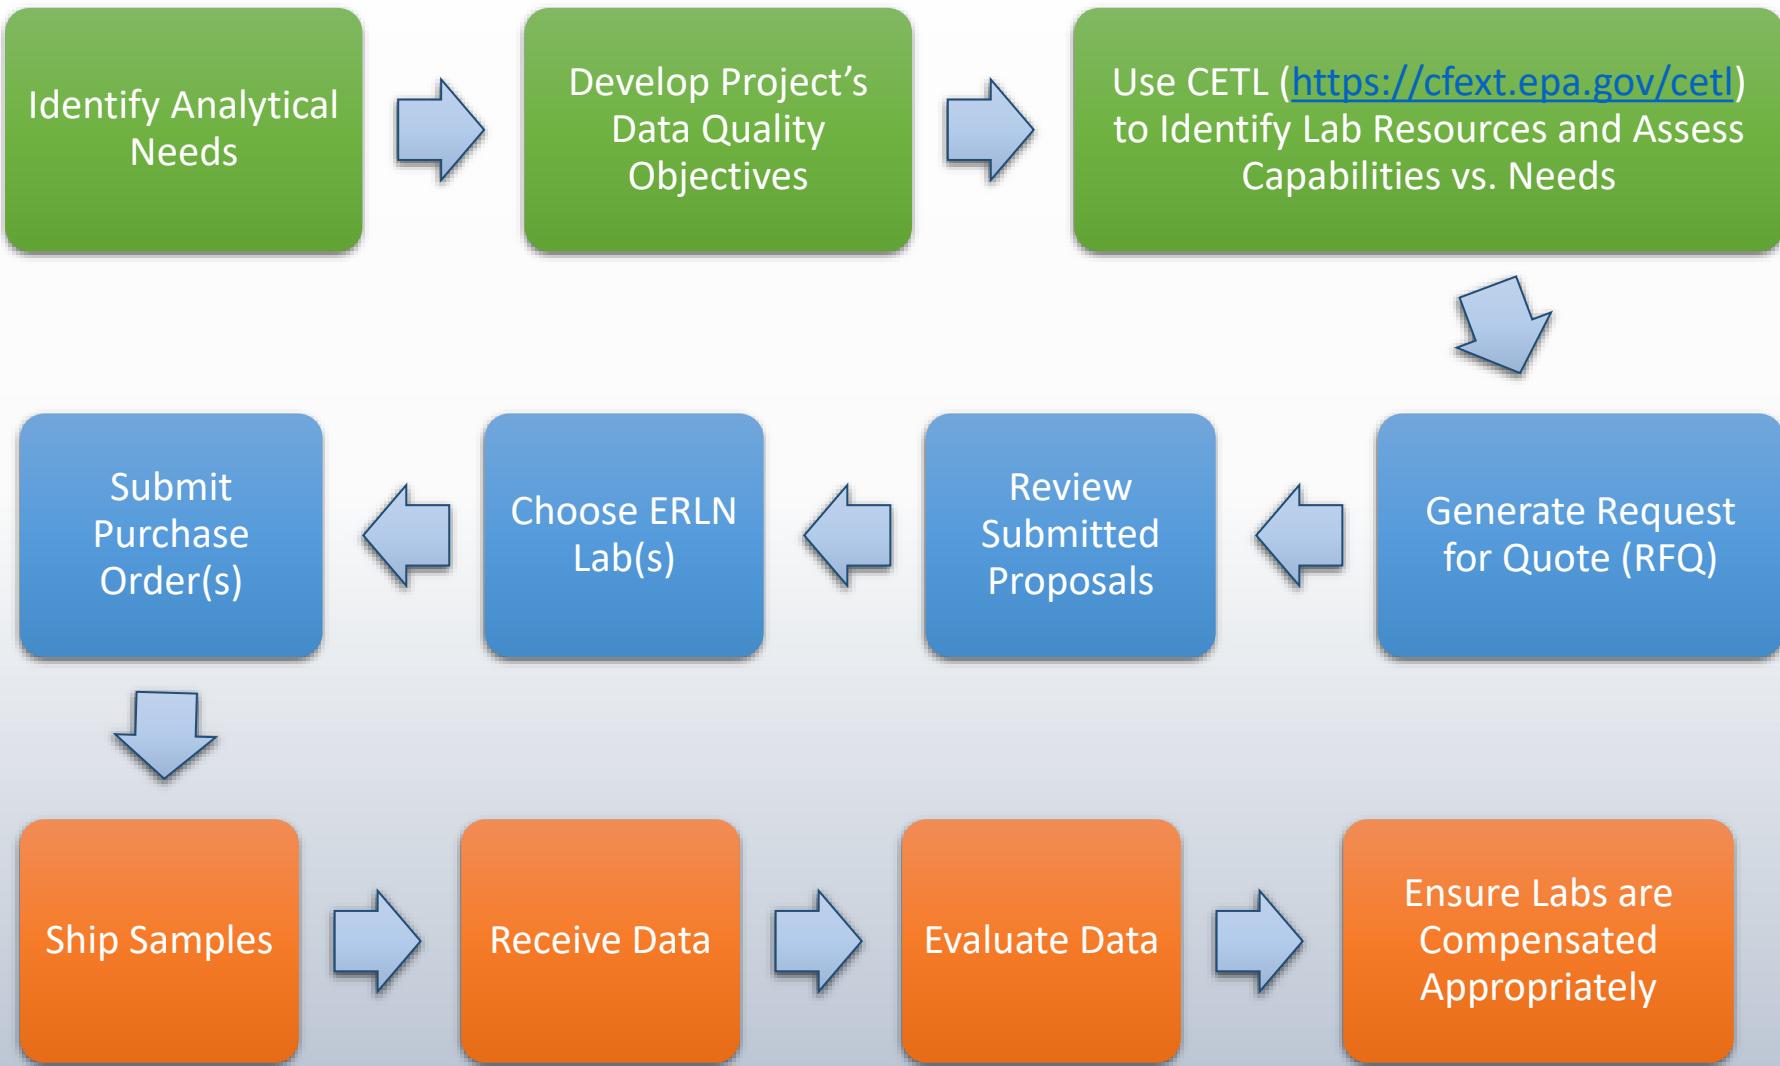 Identify Analytical
Needs
Develop Project’s
Data Quality
Objectives
Use CETL (https://cfext.epa.gov/cetl)
to Identify Lab Resources and Assess
Capabilities vs. Needs
Generate Request
for Quote (RFQ)
Review
Submitted
Proposals
Choose ERLN
Lab(s)
Submit
Purchase
Order(s)
Ship Samples
Receive Data
Evaluate Data
Ensure Labs are
Compensated
Appropriately